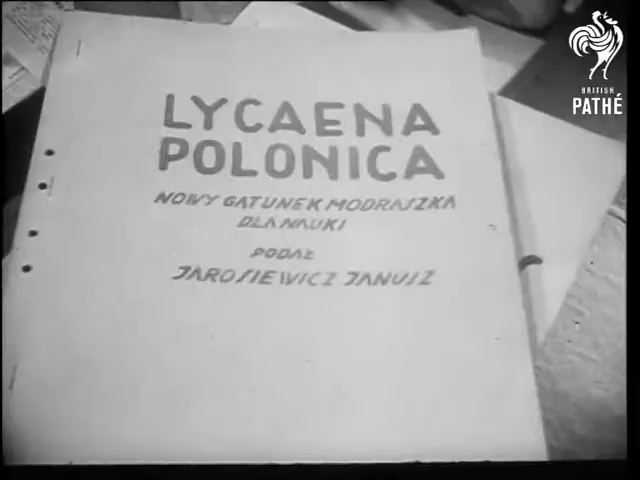 BRITISH
PATHÉ
LYCAENA
POLONICA
NOWY GATUNEK MODRASZKA
DLA NAUKI
PODAŁ
JAROSIEWICZ JANUSZ